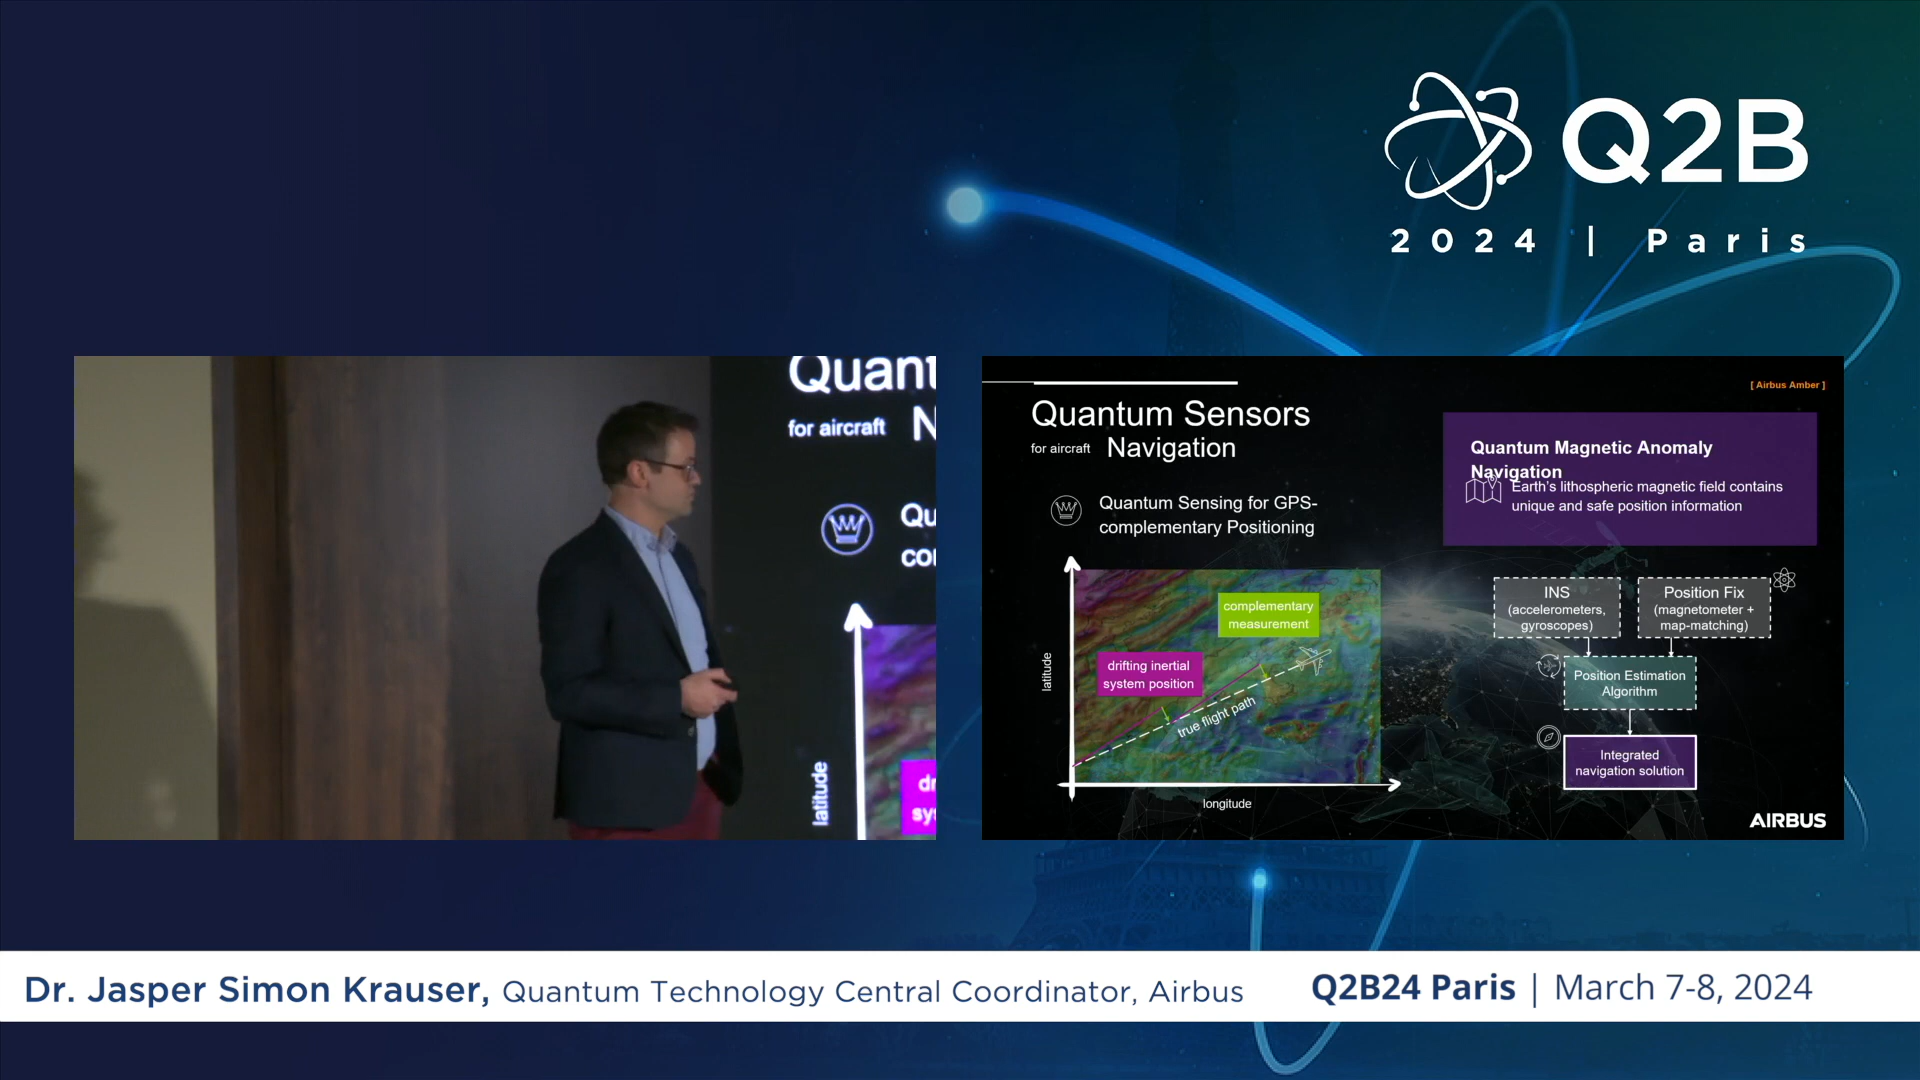 Q2B
2024 | Paris
Quant
for aircraft N
Qu
co
latitude
dr
sy
[ Airbus Amber ]
Quantum Sensors
for aircraft Navigation
Quantum Sensing for GPS-
complementary Positioning
latitude
complementary
measurement
drifting inertial
system position
true flight path
longitude
Quantum Magnetic Anomaly
Navigation
Earth's lithospheric magnetic field contains
unique and safe position information
INS
(accelerometers,
gyroscopes)
Position Fix
(magnetometer +
map-matching)
Position Estimation
Algorithm
Integrated
navigation solution
AIRBUS
Dr. Jasper Simon Krauser, Quantum Technology Central Coordinator, Airbus
Q2B24 Paris | March 7-8, 2024